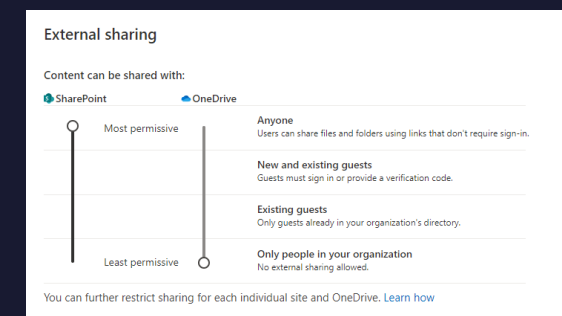 External sharing
Content can be shared with:
SharePoint
OneDrive
Most permissive
Anyone
Users can share files and folders using links that don't require sign-in.
New and existing guests
Guests must sign in or provide a verification code.
Existing guests
Only guests already in your organization's directory.
Least permissive
Only people in your organization
No external sharing allowed.
You can further restrict sharing for each individual site and OneDrive. Learn how